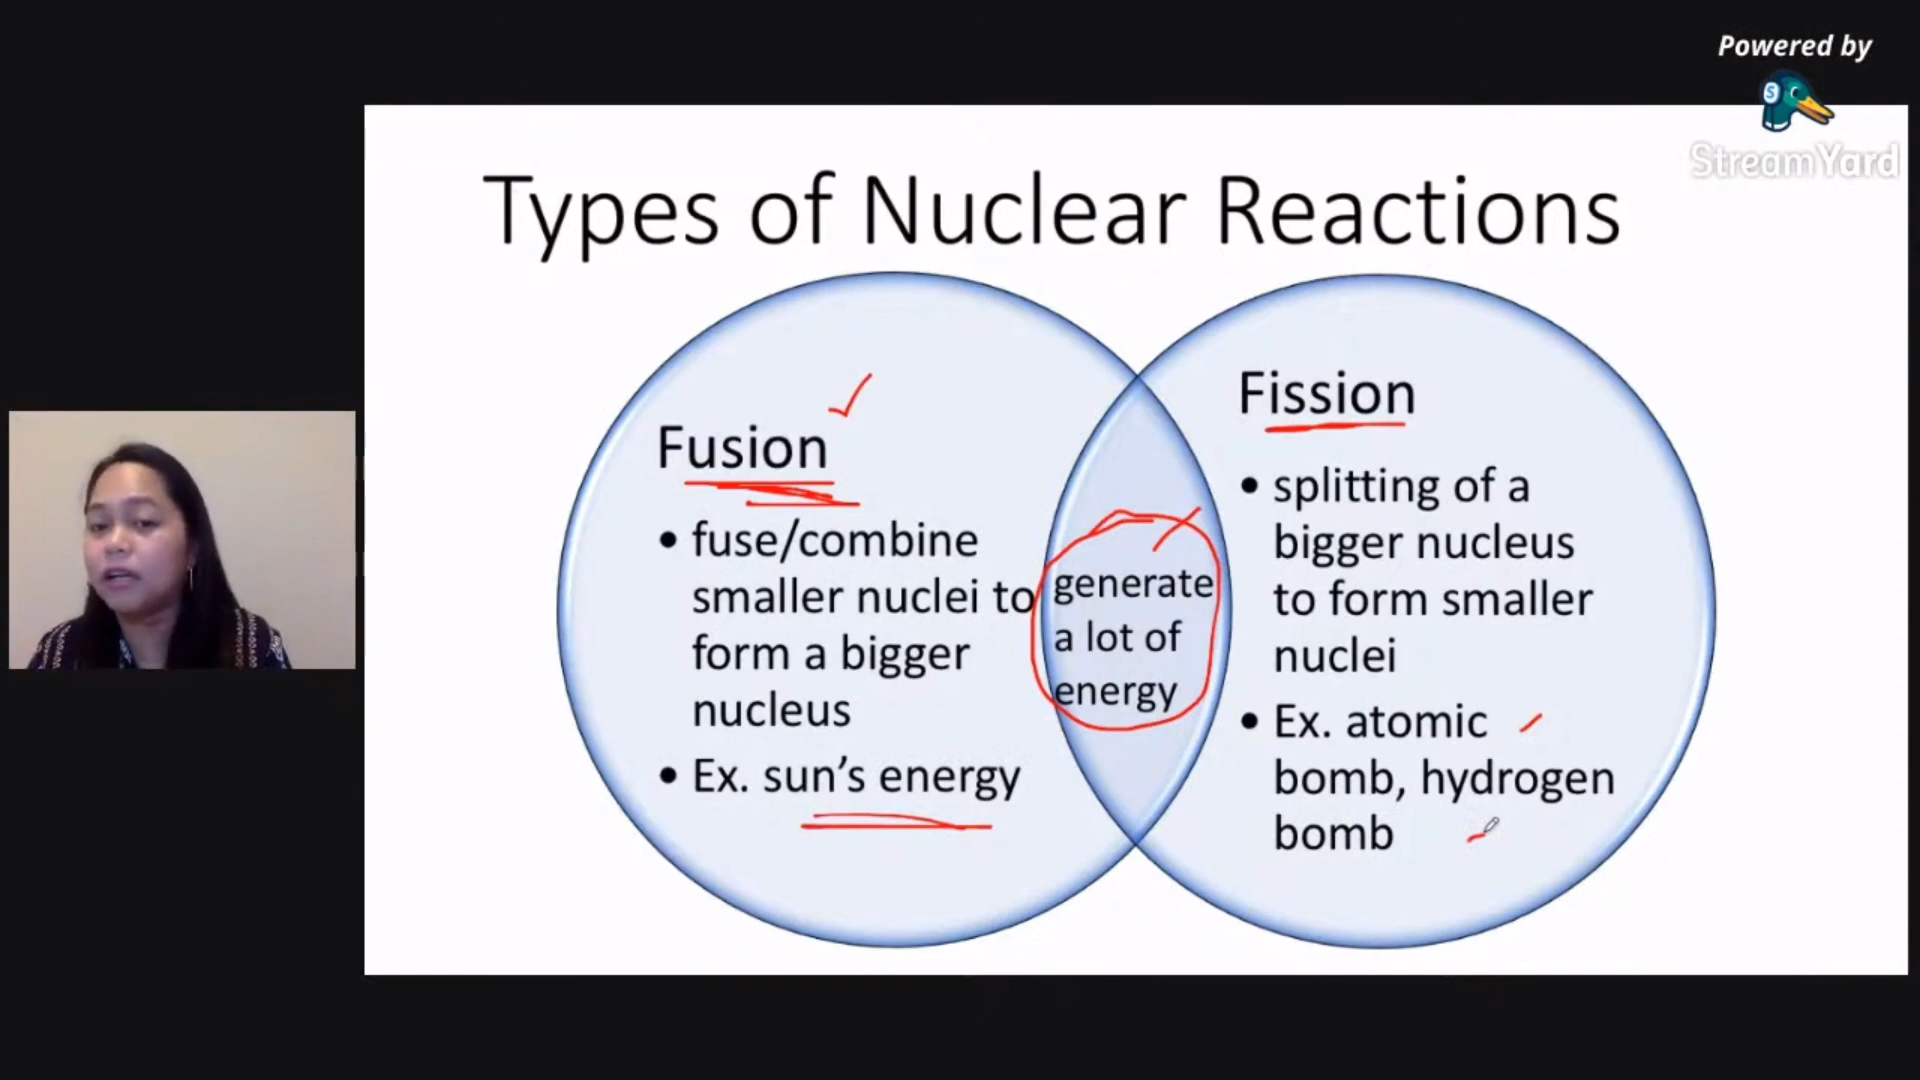 Powered by
StreamYard
Types of Nuclear Reactions
Fusion
• fuse/combine
smaller nuclei to
form a bigger
nucleus
• Ex. sun's energy
generate
a lot of
energy
Fission
• splitting of a
bigger nucleus
to form smaller
nuclei
• Ex. atomic
bomb, hydrogen
bomb